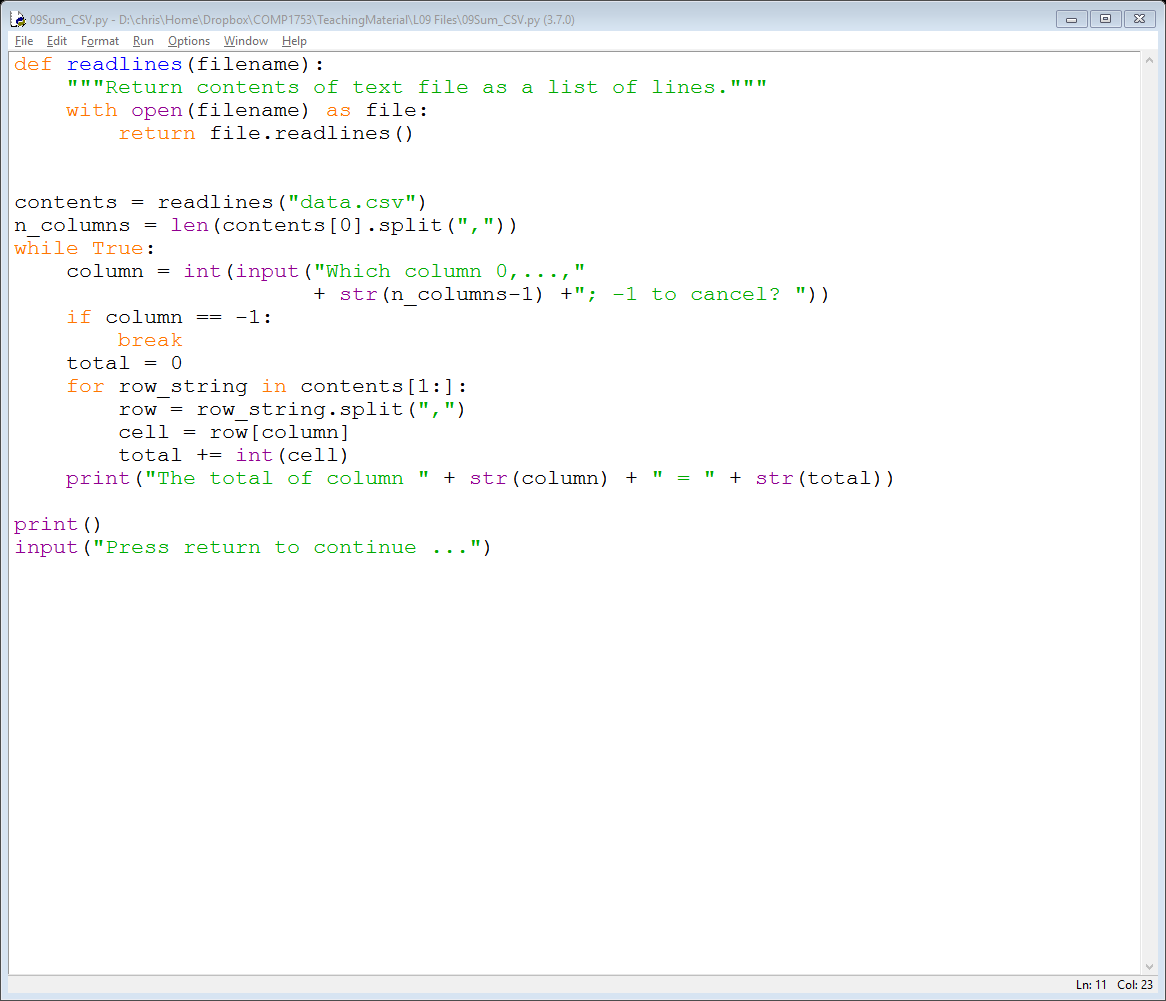 09Sum_CSV.py - D:\chris\Home\Dropbox\COMP1753\TeachingMaterial\L09 Files\09Sum_CSV.py (3.7.0)
File Edit Format Run Options Window Help
def readlines(filename):
    """Return contents of text file as a list of lines."""
    with open(filename) as file:
        return file.readlines()
contents = readlines("data.csv")
n_columns = len(contents[0].split(","))
while True:
    column = int(input("Which column 0,...,"
                       + str(n_columns-1) +"; -1 to cancel? "))
    if column == -1:
        break
    total = 0
    for row_string in contents[1:]:
        row = row_string.split(",")
        cell = row[column]
        total += int(cell)
    print("The total of column " + str(column) + " = " + str(total))
print()
input("Press return to continue ...")
Ln: 11 Col: 23